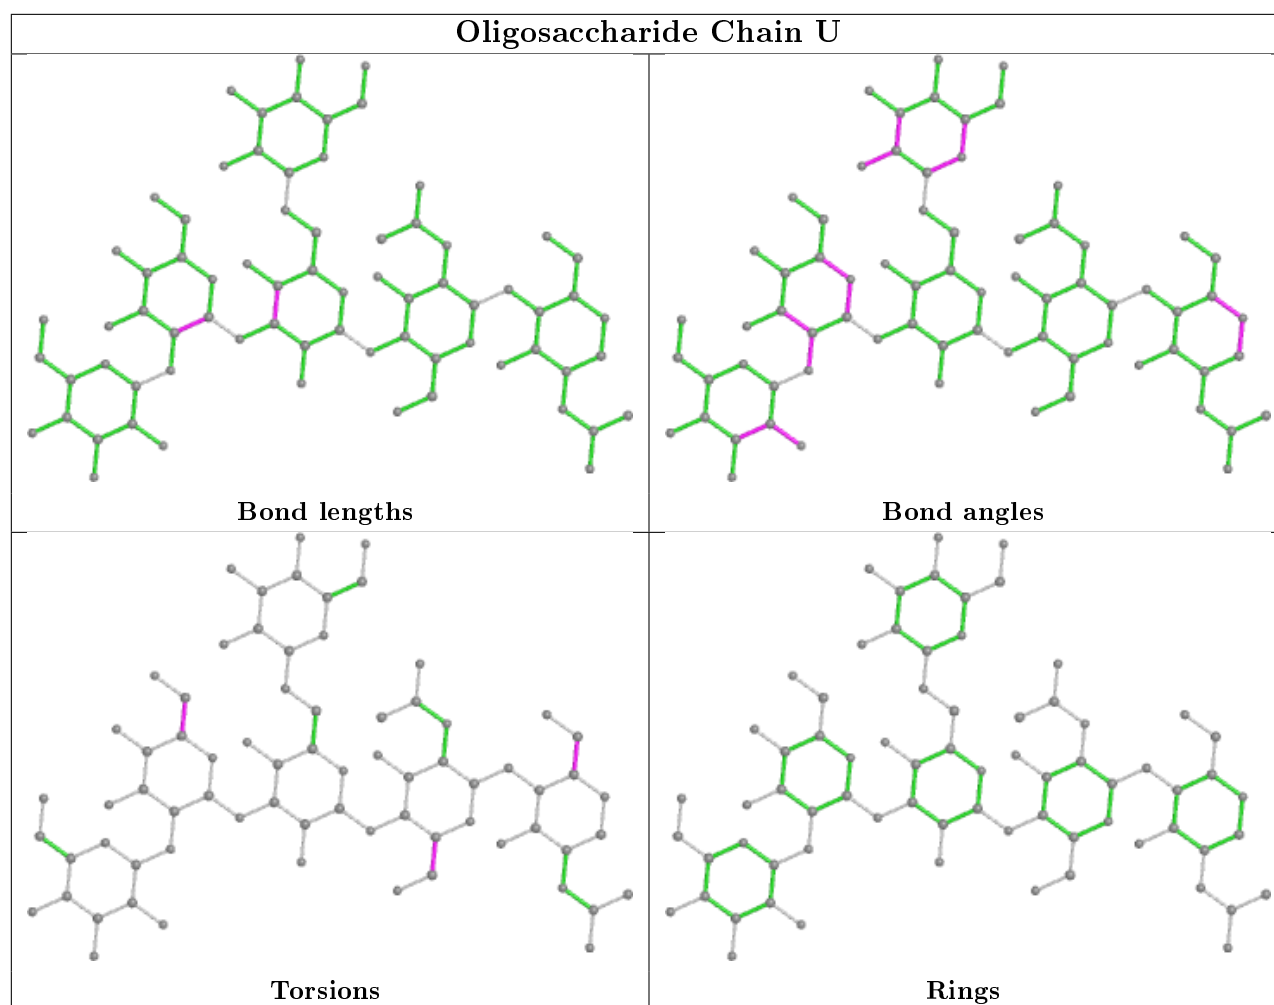 Oligosaccharide Chain U
Bond lengths
Bond angles
Torsions
Rings